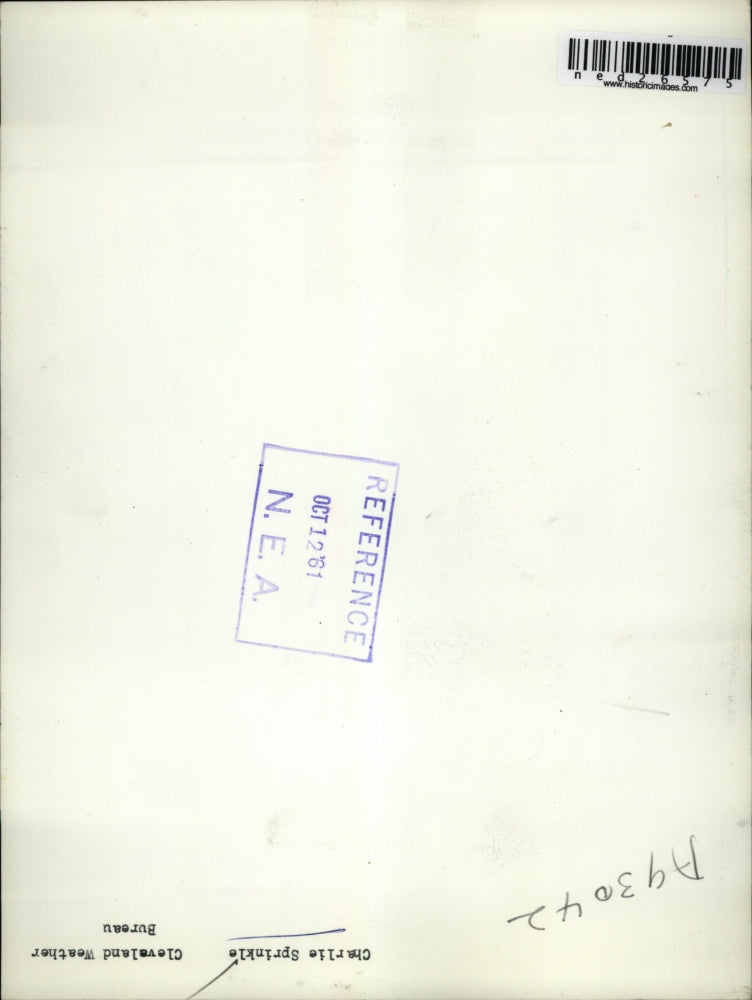 ned26575
www.historicimages.com
REFERENCE
OCT 12 '61
N. E. A.
A93042
Charlie Sprinkle
Cleveland Weather
Bureau